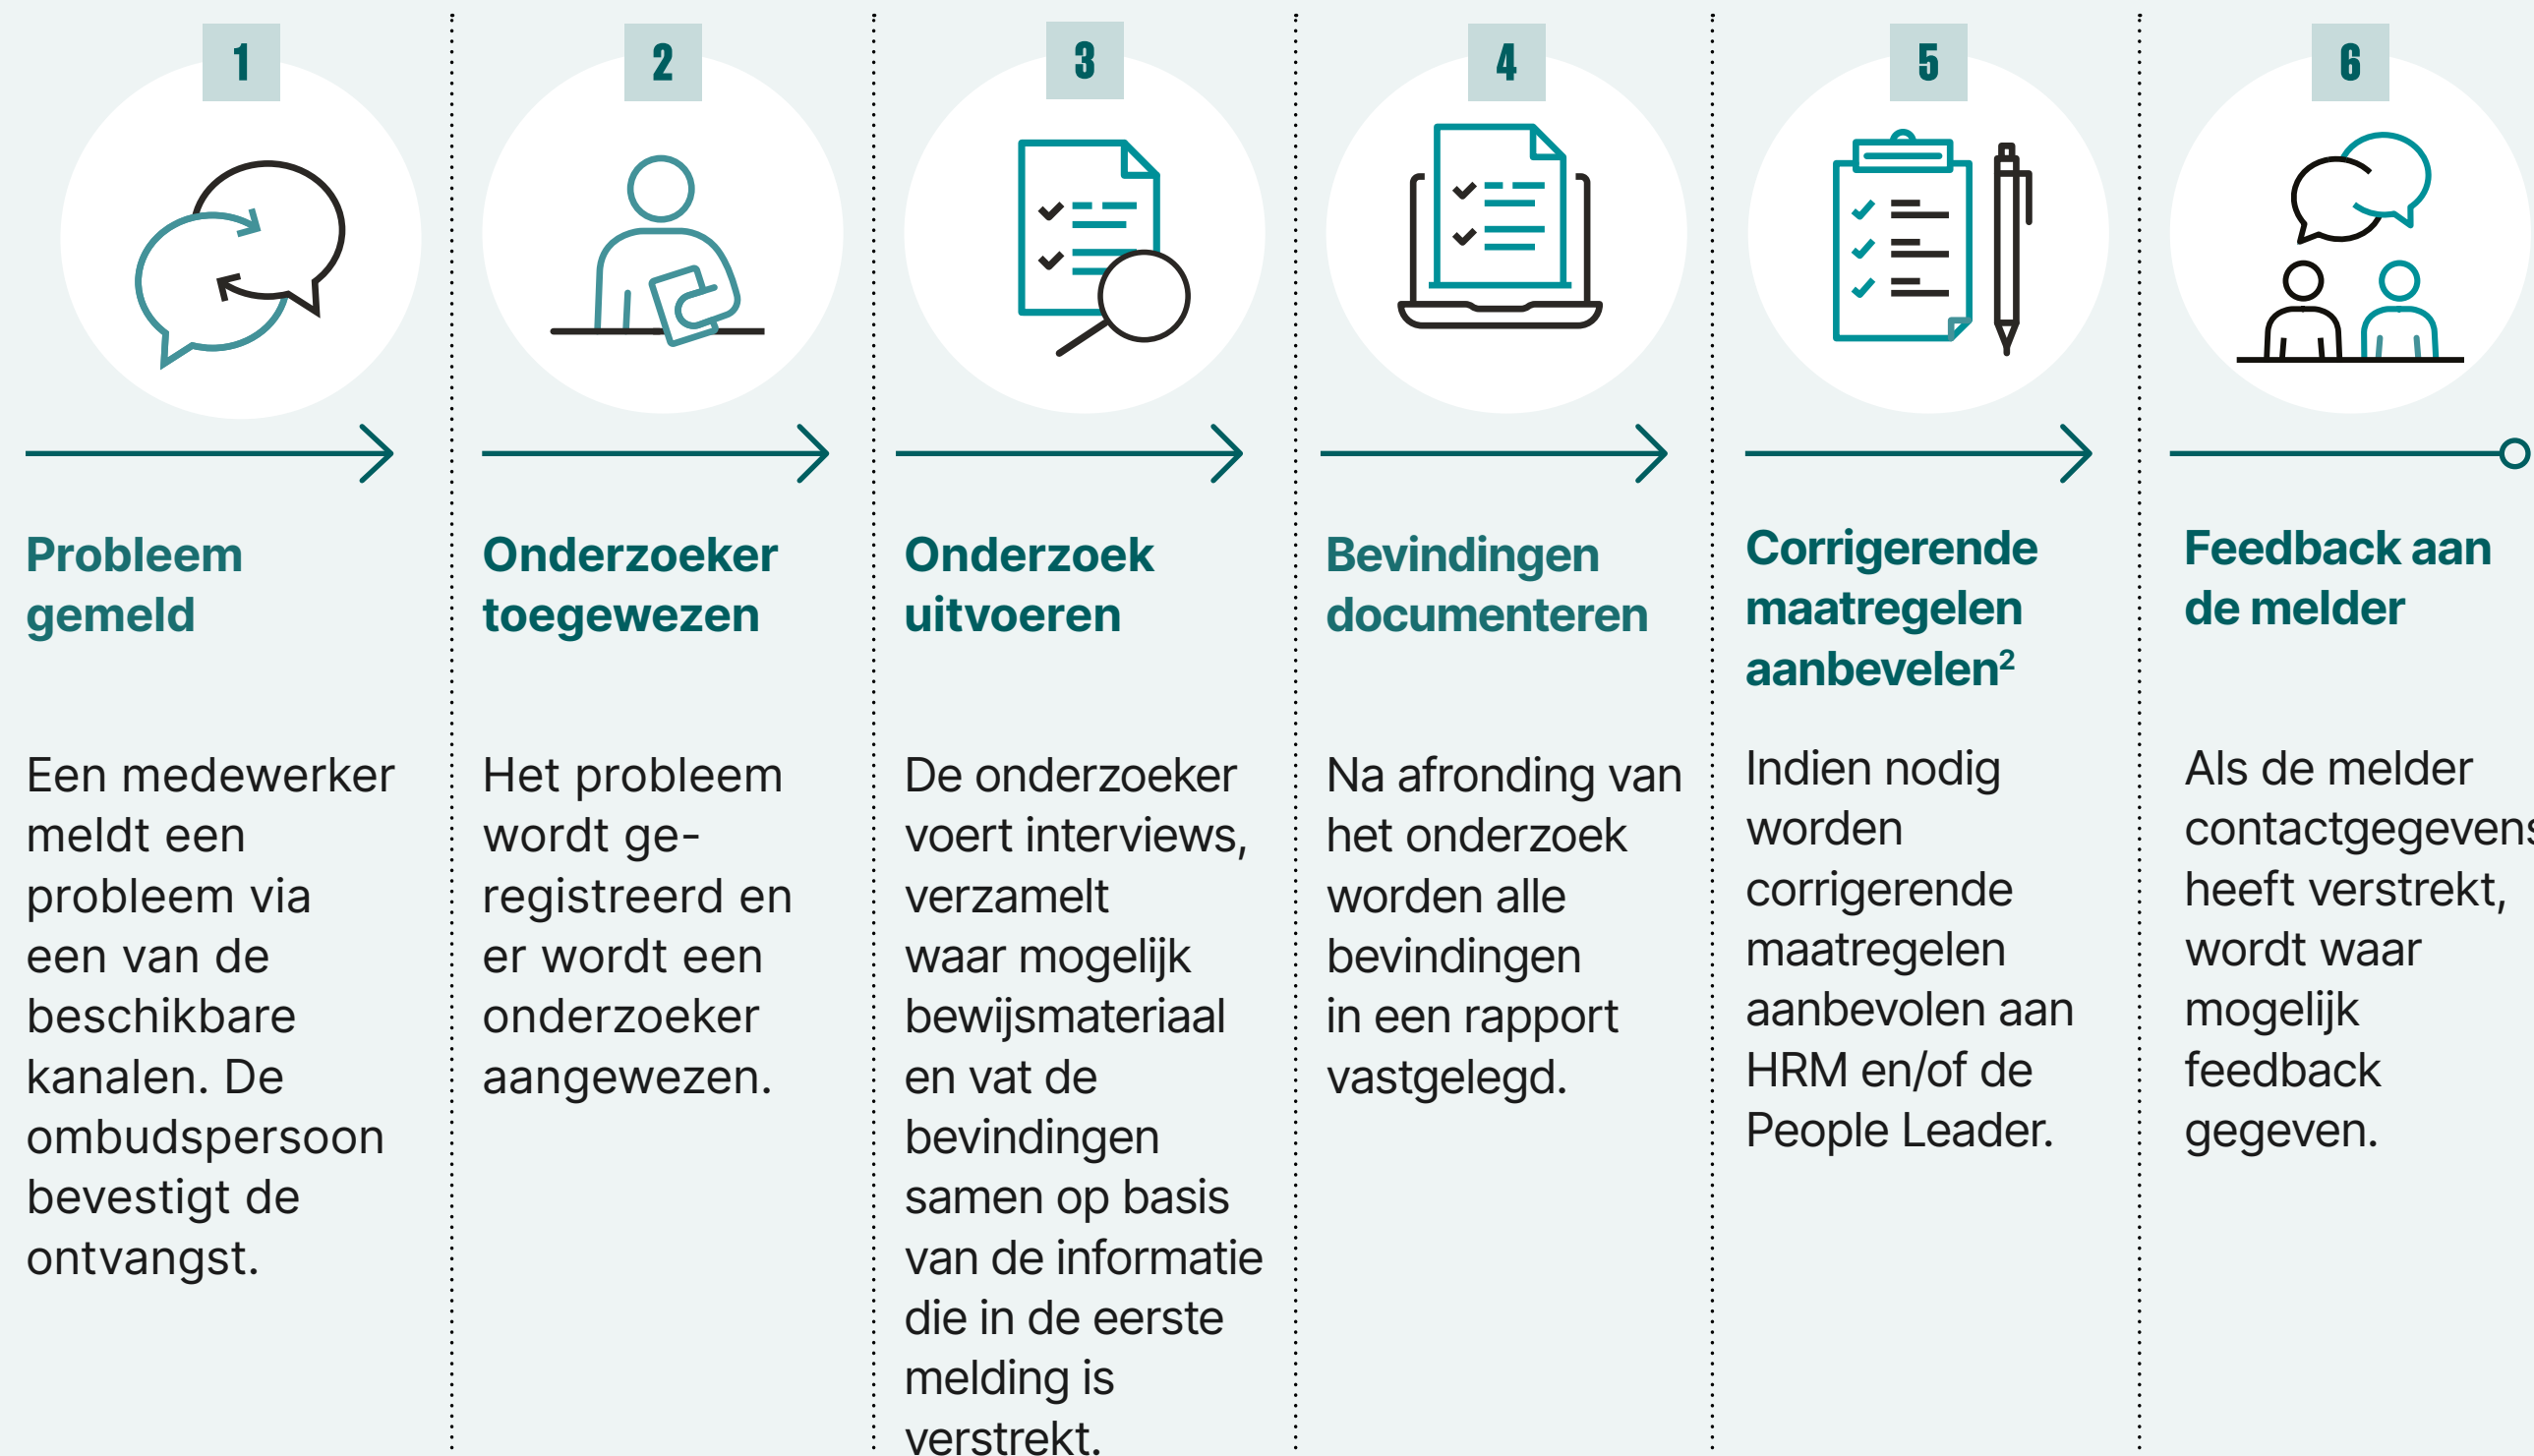 1
Probleem
gemeld
Een medewerker
meldt een
probleem via
een van de
beschikbare
kanalen. De
ombudspersoon
bevestigt de
ontvangst.
2
Onderzoeker
toegewezen
Het probleem
wordt ge-
registreerd en
er wordt een
onderzoeker
aangewezen.
3
Onderzoek
uitvoeren
De onderzoeker
voert interviews,
verzamelt
waar mogelijk
bewijsmateriaal
en vat de
bevindingen
samen op basis
van de informatie
die in de eerste
melding is
verstrekt.
4
Bevindingen
documenteren
Na afronding van
het onderzoek
worden alle
bevindingen
in een rapport
vastgelegd.
5
Corrigerende
maatregelen
aanbevelen²
Indien nodig
worden
corrigerende
maatregelen
aanbevolen aan
HRM en/of de
People Leader.
6
Feedback aan
de melder
Als de melder
contactgegevens
heeft verstrekt,
wordt waar
mogelijk
feedback
gegeven.